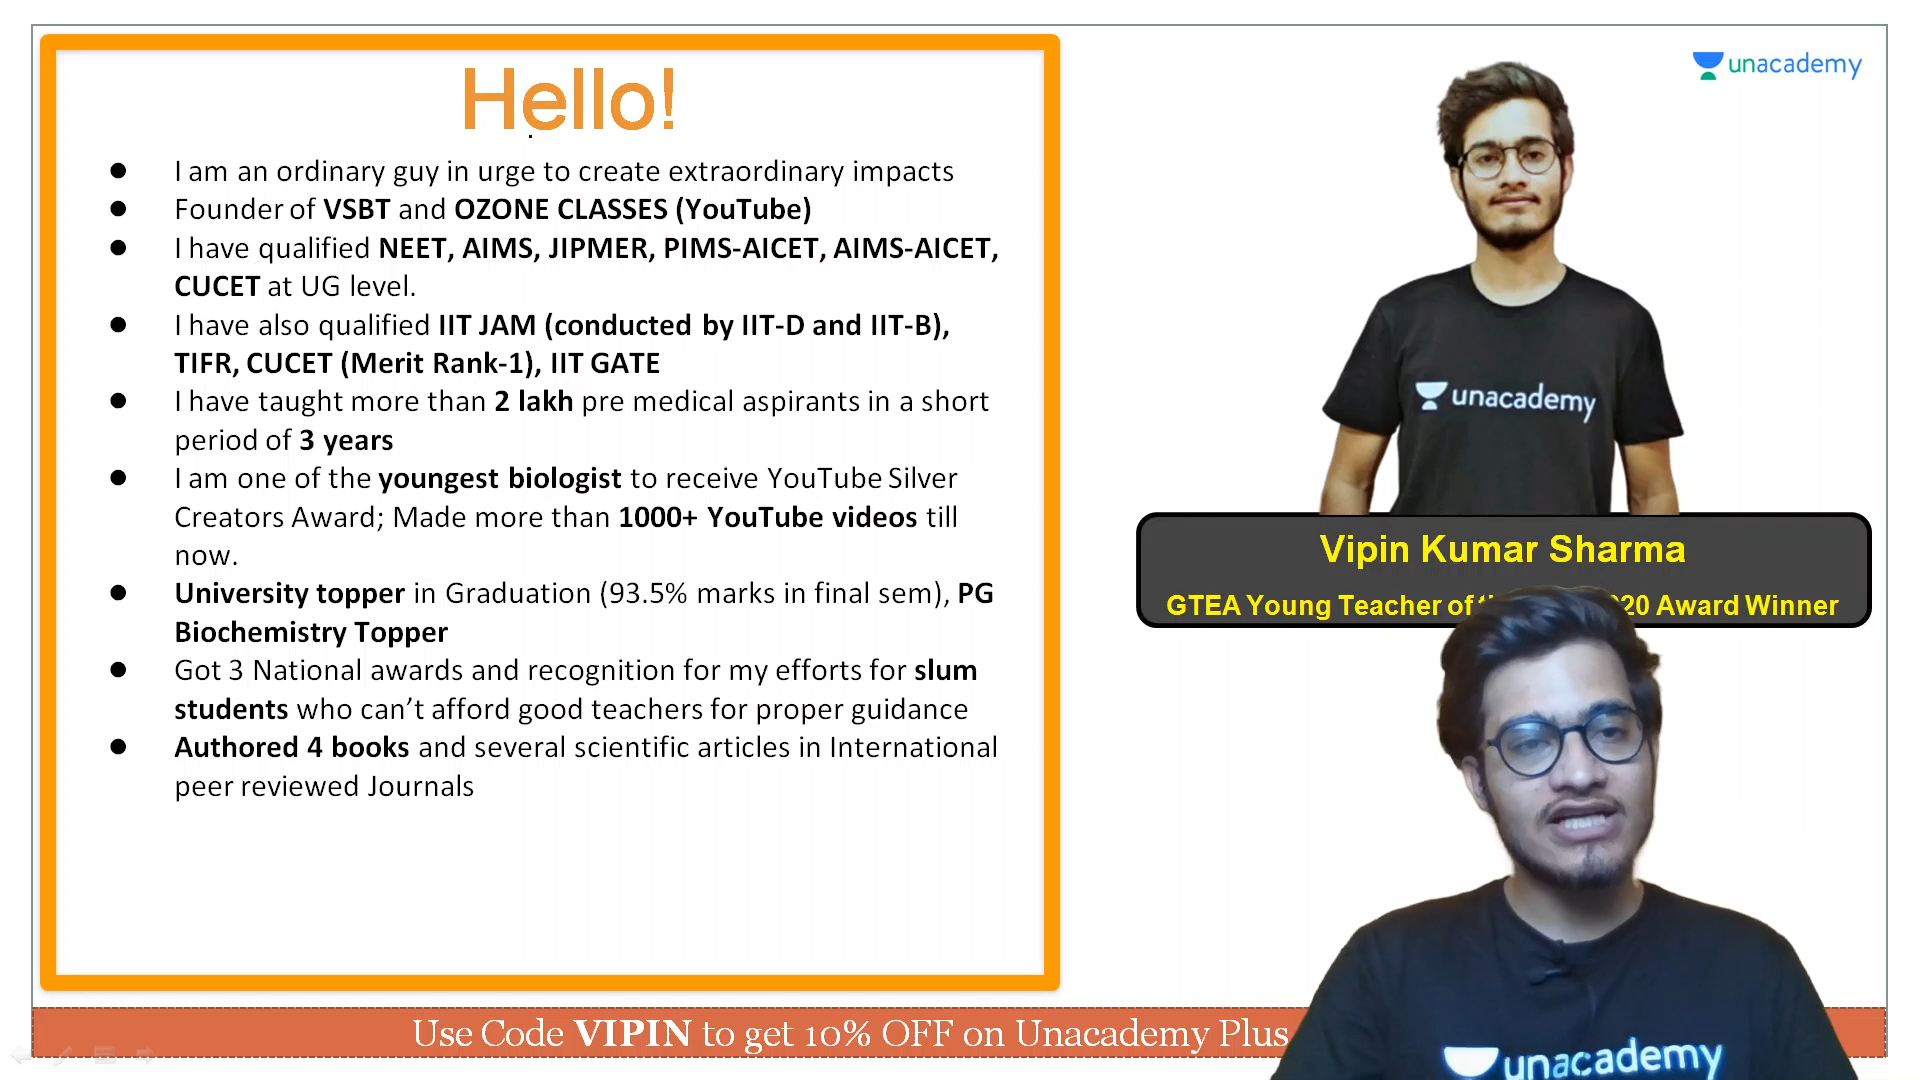 Hello!
I am an ordinary guy in urge to create extraordinary impacts
Founder of VSBT and OZONE CLASSES (YouTube)
I have qualified NEET, AIMS, JIPMER, PIMS-AICET, AIMS-AICET,
CUCET at UG level.
I have also qualified IIT JAM (conducted by IIT-D and IIT-B),
TIFR, CUCET (Merit Rank-1), IIT GATE
I have taught more than 2 lakh pre medical aspirants in a short
period of 3 years
I am one of the youngest biologist to receive YouTube Silver
Creators Award; Made more than 1000+ YouTube videos till
now.
University topper in Graduation (93.5% marks in final sem), PG
Biochemistry Topper
Got 3 National awards and recognition for my efforts for slum
students who can't afford good teachers for proper guidance
Authored 4 books and several scientific articles in International
peer reviewed Journals
unacademy
unacademy
Vipin Kumar Sharma
GTEA Young Teacher of 20 Award Winner
unacademy
Use Code VIPIN to get 10% OFF on Unacademy Plus